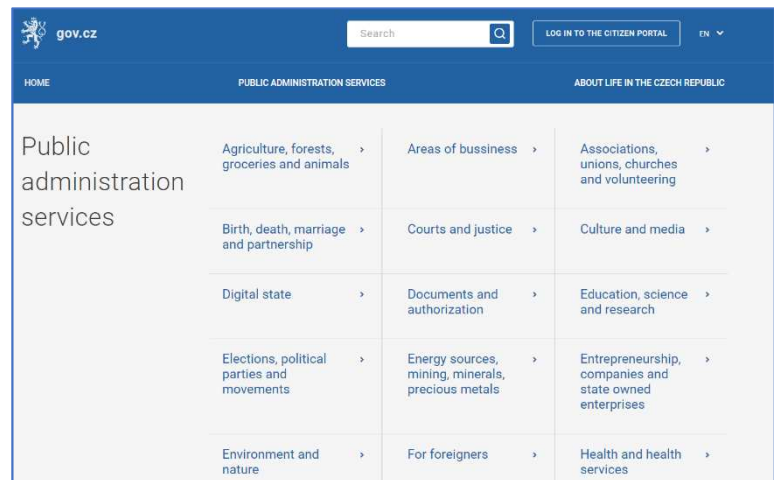 gov.cz
Search
LOG IN TO THE CITIZEN PORTAL
EN
HOME
PUBLIC ADMINISTRATION SERVICES
ABOUT LIFE IN THE CZECH REPUBLIC
Public
administration
services
Agriculture, forests,
groceries and animals
Areas of bussiness
Associations,
unions, churches
and volunteering
Birth, death, marriage
and partnership
Courts and justice
Culture and media
Digital state
Documents and
authorization
Education, science
and research
Elections, political
parties and
movements
Energy sources,
mining, minerals,
precious metals
Entrepreneurship,
companies and
state owned
enterprises
Environment and
nature
For foreigners
Health and health
services